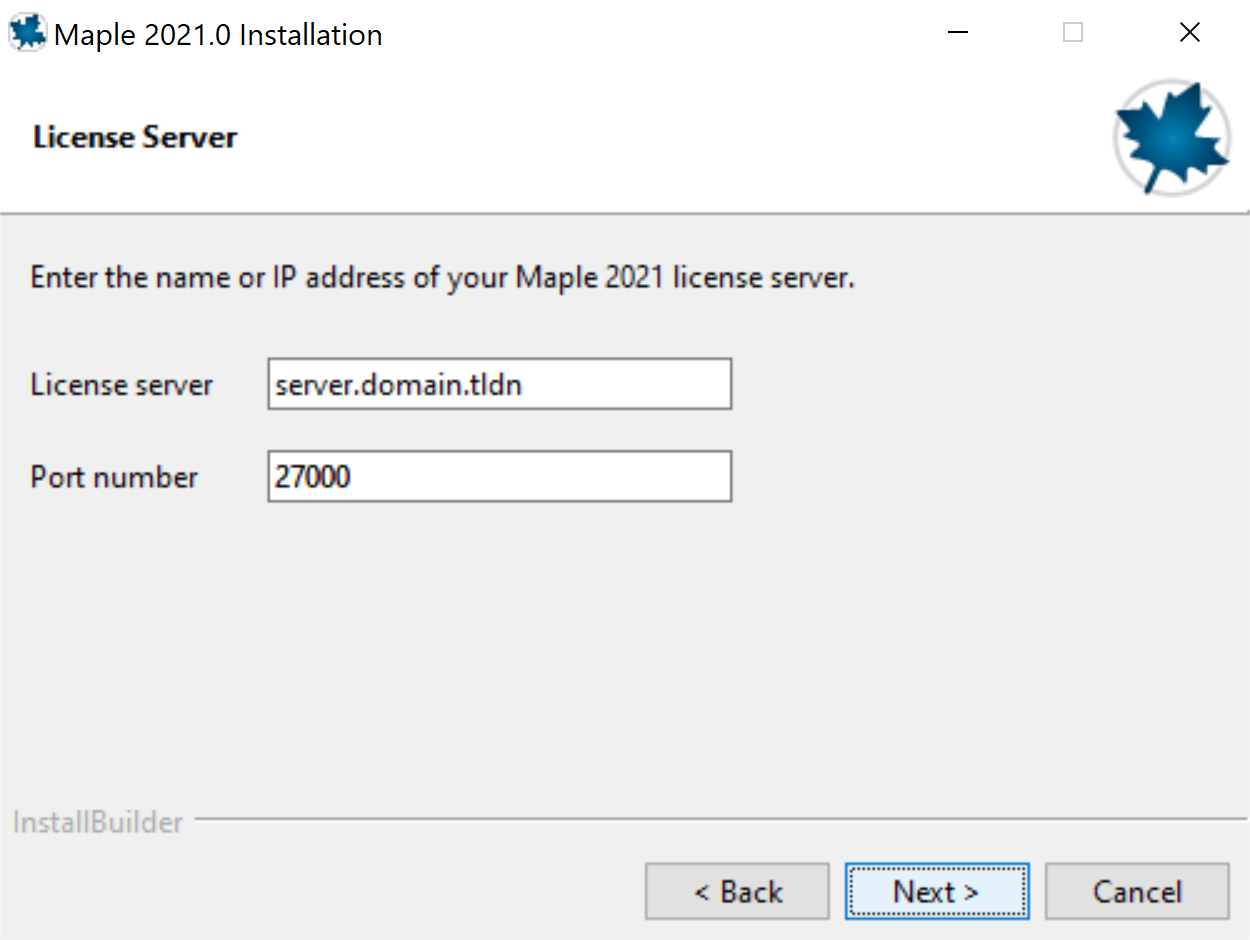 Maple 2021.0 Installation
License Server
Enter the name or IP address of your Maple 2021 license server.
License server server.domain.tldn
Port number 27000
InstallBuilder
< Back Next > Cancel